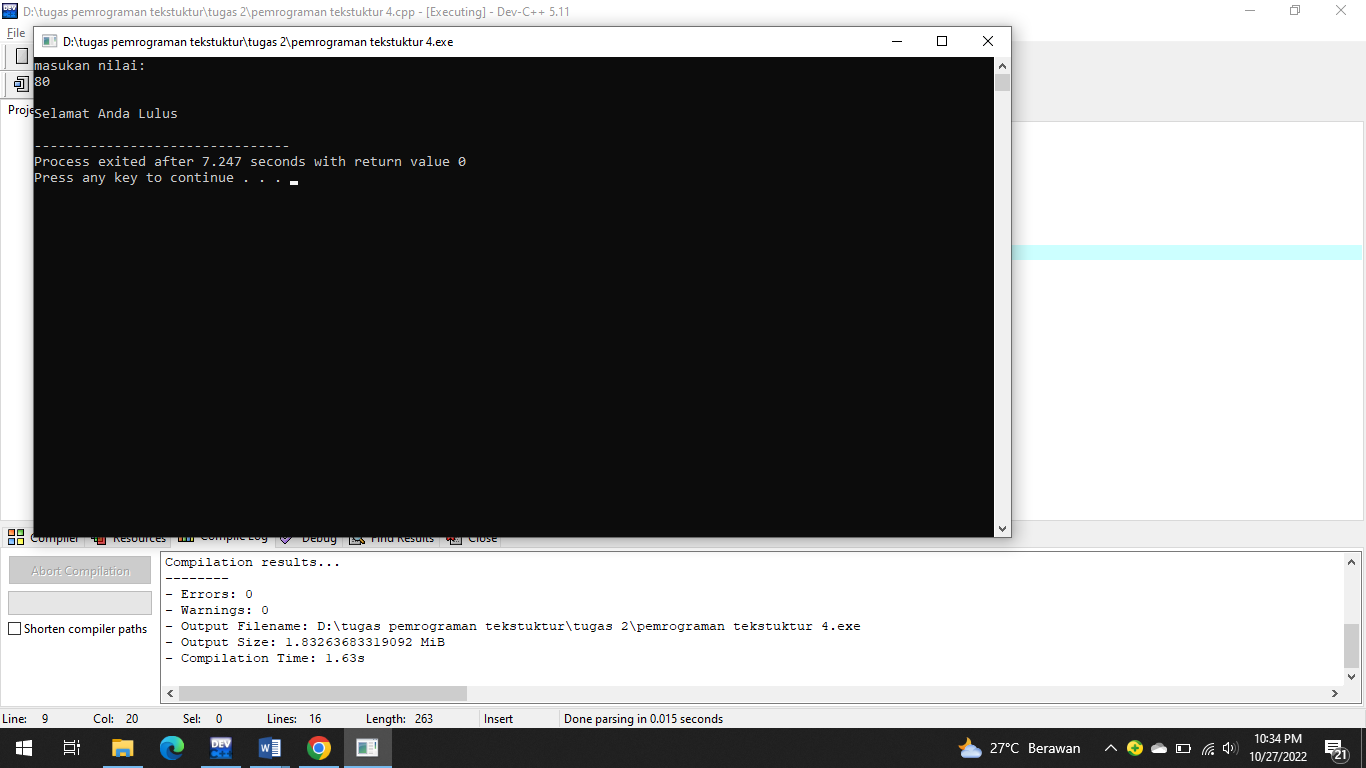 D:\tugas pemrograman tekstuktur\tugas 2\pemrograman tekstuktur 4.cpp - [Executing] - Dev-C++ 5.11
File
D:\tugas pemrograman tekstuktur\tugas 2\pemrograman tekstuktur 4.exe
masukan nilai:
80
Proje
Selamat Anda Lulus
--------------------------------
Process exited after 7.247 seconds with return value 0
Press any key to continue . . .
Compiler Resources Compile Log Debug Find Results Close
Abort Compilation
Shorten compiler paths
Compilation results...
--------
- Errors: 0
- Warnings: 0
- Output Filename: D:\tugas pemrograman tekstuktur\tugas 2\pemrograman tekstuktur 4.exe
- Output Size: 1.83263683319092 MiB
- Compilation Time: 1.63s
Line: 9 Col: 20 Sel: 0 Lines: 16 Length: 263 Insert Done parsing in 0.015 seconds
DEV C++
27°C Berawan
10:34 PM
10/27/2022
21